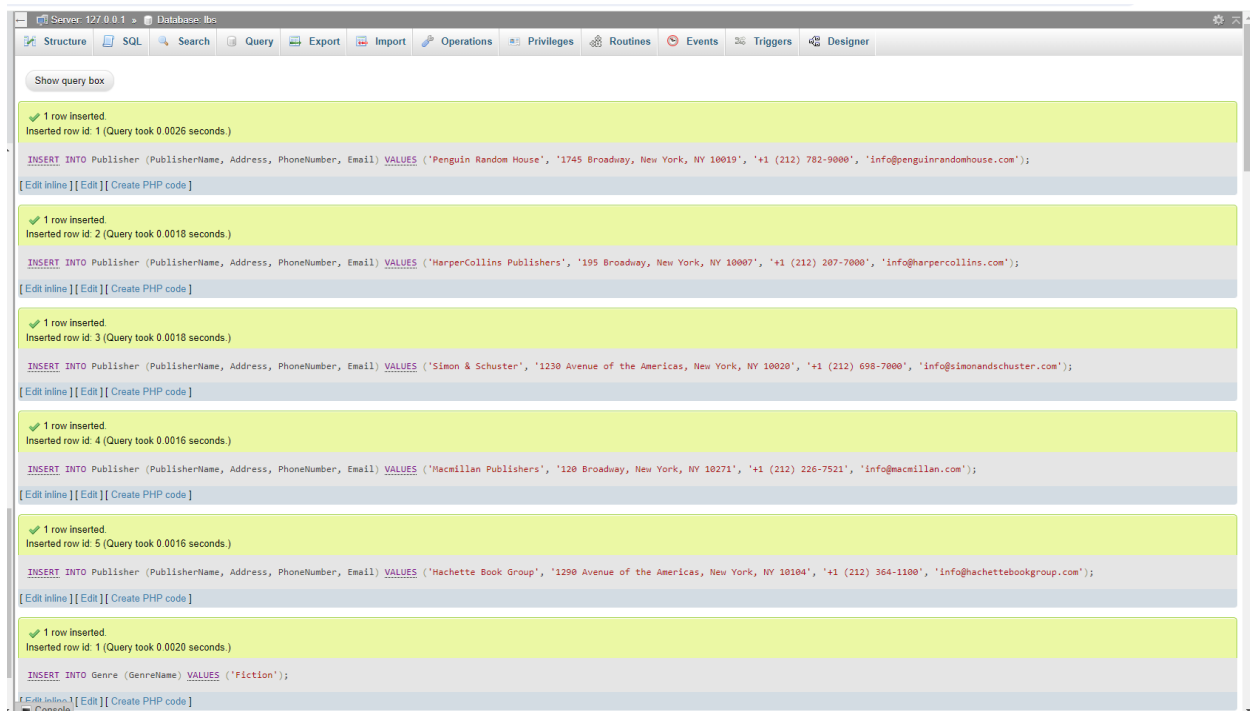 Server: 127.0.0.1 » Database: lbs
Structure SQL Search Query Export Import Operations Privileges Routines Events Triggers Designer
Show query box
1 row inserted.
Inserted row id: 1 (Query took 0.0026 seconds.)
INSERT INTO Publisher (PublisherName, Address, PhoneNumber, Email) VALUES ('Penguin Random House', '1745 Broadway, New York, NY 10019', '+1 (212) 782-9000', 'info@penguinrandomhouse.com');
[ Edit inline ] [ Edit ] [ Create PHP code ]
1 row inserted.
Inserted row id: 2 (Query took 0.0018 seconds.)
INSERT INTO Publisher (PublisherName, Address, PhoneNumber, Email) VALUES ('HarperCollins Publishers', '195 Broadway, New York, NY 10007', '+1 (212) 207-7000', 'info@harpercollins.com');
[ Edit inline ] [ Edit ] [ Create PHP code ]
1 row inserted.
Inserted row id: 3 (Query took 0.0018 seconds.)
INSERT INTO Publisher (PublisherName, Address, PhoneNumber, Email) VALUES ('Simon & Schuster', '1230 Avenue of the Americas, New York, NY 10020', '+1 (212) 698-7000', 'info@simonandschuster.com');
[ Edit inline ] [ Edit ] [ Create PHP code ]
1 row inserted.
Inserted row id: 4 (Query took 0.0016 seconds.)
INSERT INTO Publisher (PublisherName, Address, PhoneNumber, Email) VALUES ('Macmillan Publishers', '120 Broadway, New York, NY 10271', '+1 (212) 226-7521', 'info@macmillan.com');
[ Edit inline ] [ Edit ] [ Create PHP code ]
1 row inserted.
Inserted row id: 5 (Query took 0.0016 seconds.)
INSERT INTO Publisher (PublisherName, Address, PhoneNumber, Email) VALUES ('Hachette Book Group', '1290 Avenue of the Americas, New York, NY 10104', '+1 (212) 364-1100', 'info@hachettebookgroup.com');
[ Edit inline ] [ Edit ] [ Create PHP code ]
1 row inserted.
Inserted row id: 1 (Query took 0.0020 seconds.)
INSERT INTO Genre (GenreName) VALUES ('Fiction');
[ Edit inline ] [ Edit ] [ Create PHP code ]
Console